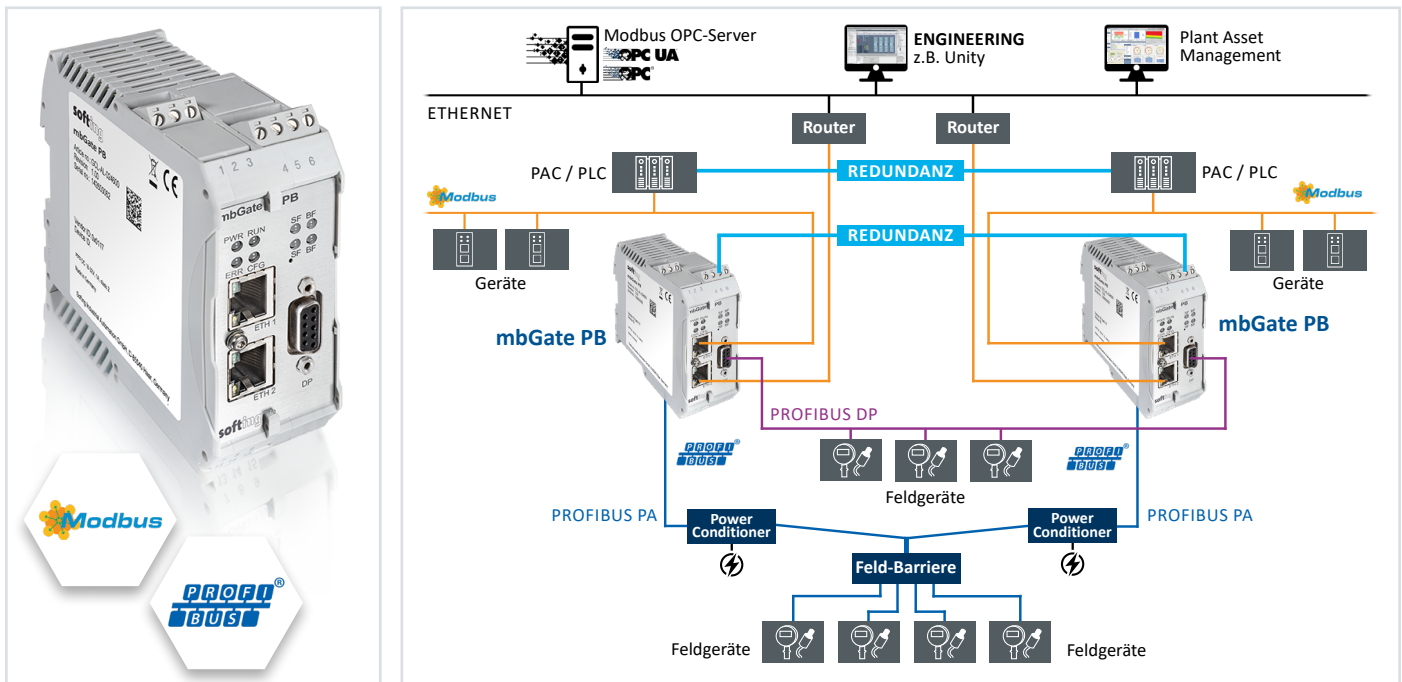 softing
mbGate PB
1 2 3
4 5 6
mbGate
PB
PWR RUN
SF BF
ERR CFG
SF BF
ETH 1
ETH 2
DP
softing
Modbus
PROFI
BUS
®
Modbus OPC-Server
OPC UA
OPC
ENGINEERING
z.B. Unity
Plant Asset
Management
ETHERNET
Router
Router
PAC / PLC
REDUNDANZ
PAC / PLC
Modbus
Modbus
REDUNDANZ
Geräte
Geräte
mbGate PB
mbGate PB
PROFIBUS DP
PROFI
BUS
®
PROFI
BUS
®
Feldgeräte
PROFIBUS PA
Power
Conditioner
Power
Conditioner
PROFIBUS PA
Feld-Barriere
Feldgeräte
Feldgeräte